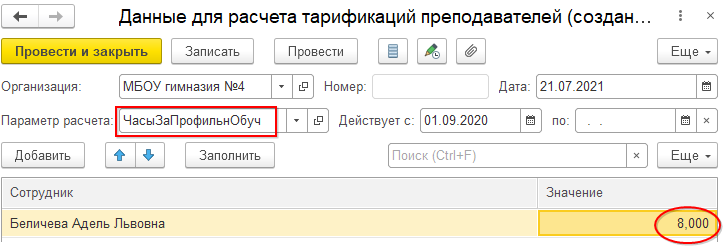 Данные для расчета тарификаций преподавателей (создан...
Провести и закрыть Записать Провести Еще
Организация: МБОУ гимназия №4 Номер: Дата: 21.07.2021
Параметр расчета: ЧасыЗаПрофильнОбуч Действует с: 01.09.2020 по: . .
Добавить Заполнить Поиск (Ctrl+F) Еще
Сотрудник Значение
Беличева Адель Львовна 8,000